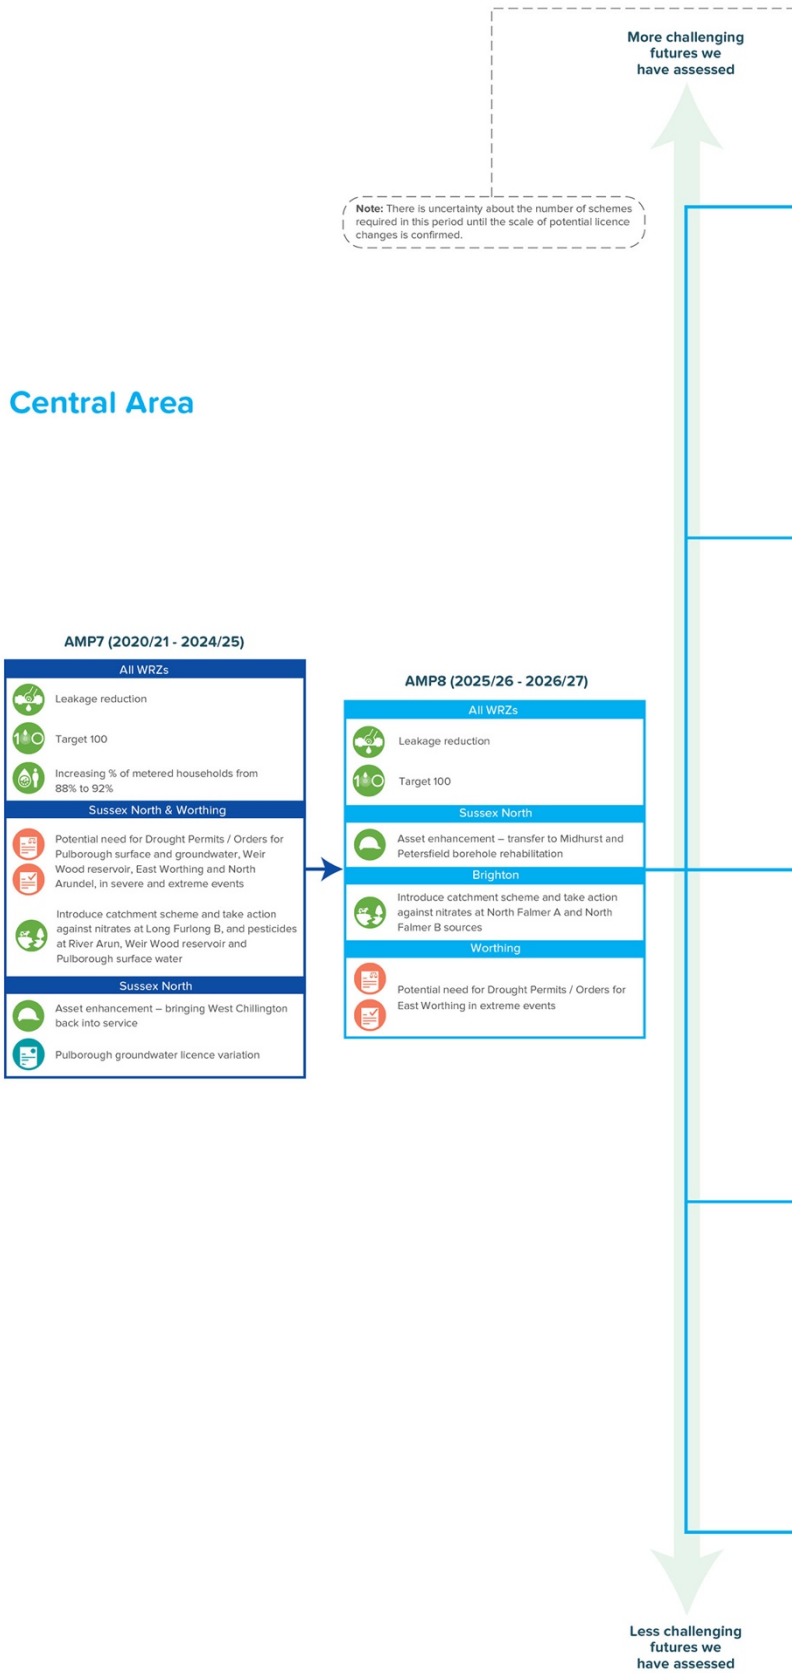 More challenging
futures we
have assessed
Note: There is uncertainty about the number of schemes
required in this period until the scale of potential licence
changes is confirmed.
Central Area
AMP7 (2020/21 - 2024/25)
All WRZs
Leakage reduction
Target 100
Increasing % of metered households from
88% to 92%
Sussex North & Worthing
Potential need for Drought Permits / Orders for
Pulborough surface and groundwater, Weir
Wood reservoir, East Worthing and North
Arundel, in severe and extreme events
Introduce catchment scheme and take action
against nitrates at Long Furlong B, and pesticides
at River Arun, Weir Wood reservoir and
Pulborough surface water
Sussex North
Asset enhancement – bringing West Chillington
back into service
Pulborough groundwater licence variation
AMP8 (2025/26 - 2026/27)
All WRZs
Leakage reduction
Target 100
Sussex North
Asset enhancement – transfer to Midhurst and
Petersfield borehole rehabilitation
Brighton
Introduce catchment scheme and take action
against nitrates at North Falmer A and North
Falmer B sources
Worthing
Potential need for Drought Permits / Orders for
East Worthing in extreme events
Less challenging
futures we
have assessed